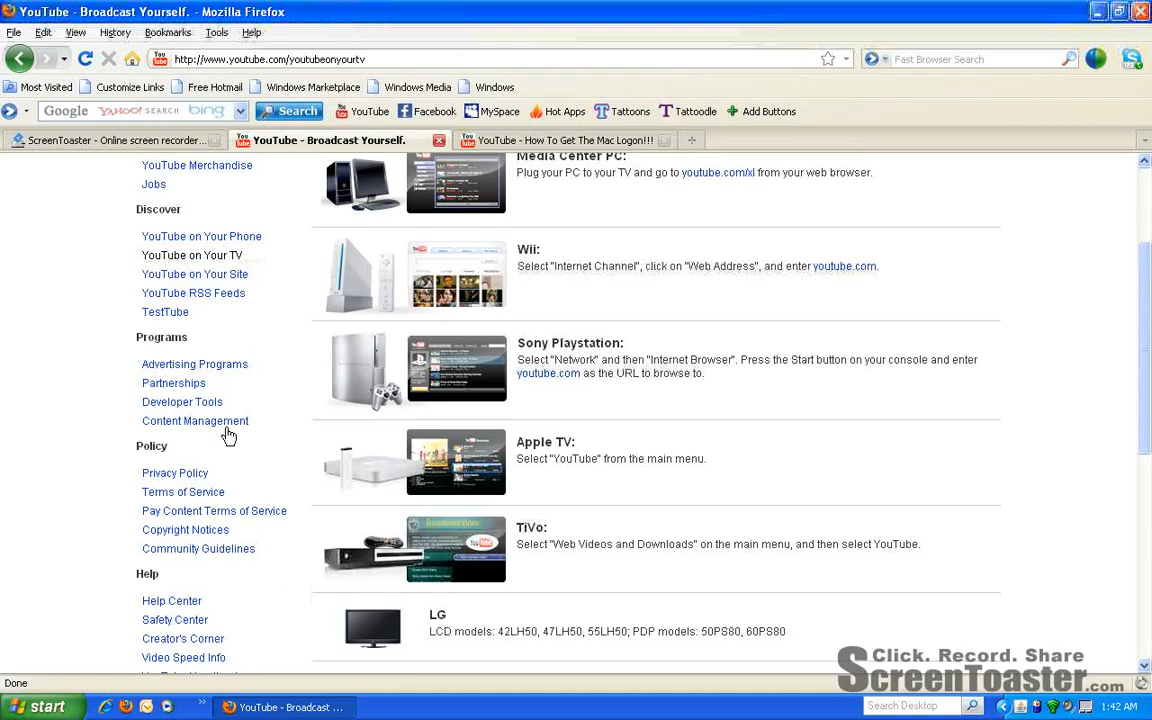 YouTube - Broadcast Yourself. - Mozilla Firefox
File Edit View History Bookmarks Tools Help
You Tube http://www.youtube.com/youtubeonyourtv Fast Browser Search
Most Visited Customize Links Free Hotmail Windows Marketplace Windows Media Windows
Google YAHOO! SEARCH bing Search YouTube Facebook MySpace Hot Apps Tattoos Tattoodle Add Buttons
ScreenToaster - Online screen recorder... YouTube - Broadcast Yourself. YouTube - How To Get The Mac Logon!!!
YouTube Merchandise
Jobs
Discover
YouTube on Your Phone
YouTube on Your TV
YouTube on Your Site
YouTube RSS Feeds
TestTube
Programs
Advertising Programs
Partnerships
Developer Tools
Content Management
Policy
Privacy Policy
Terms of Service
Pay Content Terms of Service
Copyright Notices
Community Guidelines
Help
Help Center
Safety Center
Creator's Corner
Video Speed Info
Media Center PC:
Plug your PC to your TV and go to youtube.com/xl from your web browser.
Wii:
Select "Internet Channel", click on "Web Address", and enter youtube.com.
Sony Playstation:
Select "Network" and then "Internet Browser". Press the Start button on your console and enter
youtube.com as the URL to browse to.
Apple TV:
Select "YouTube" from the main menu.
TiVo:
Select "Web Videos and Downloads" on the main menu, and then select YouTube.
LG
LCD models: 42LH50, 47LH50, 55LH50; PDP models: 50PS80, 60PS80
Click. Record. Share
ScreenToaster.com
Done
start YouTube - Broadcast ... Search Desktop 1:42 AM